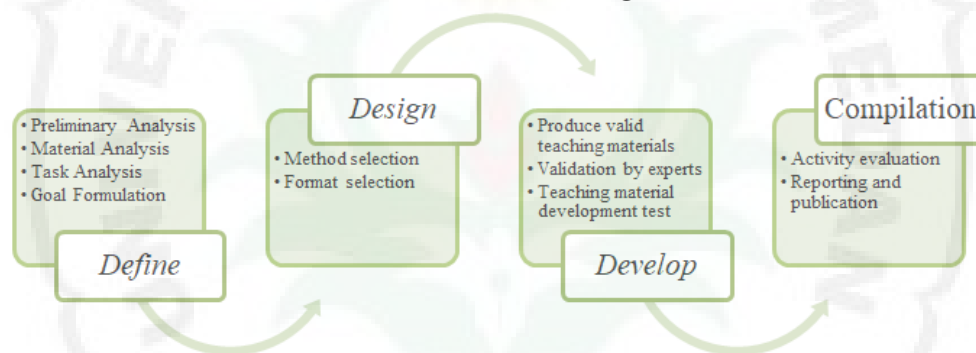 • Preliminary Analysis
• Material Analysis
• Task Analysis
• Goal Formulation
Define
Design
• Method selection
• Format selection
• Produce valid
teaching materials
• Validation by experts
• Teaching material
development test
Develop
Compilation
• Activity evaluation
• Reporting and
publication